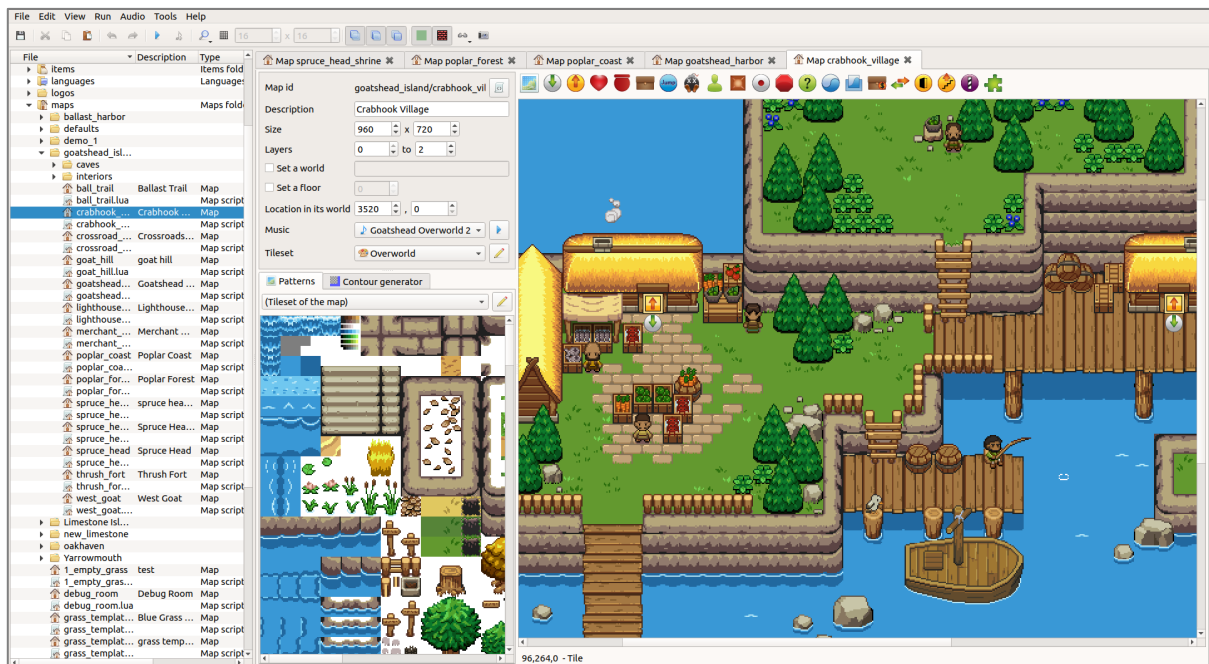 File Edit View Run Audio Tools Help
16 x 16
File Description Type
items Items fold
languages Languages
logos
maps Maps folde
ballast_harbor
defaults
demo_1
goatshead_isl...
caves
interiors
ball_trail Ballast Trail Map
ball_trail.lua Map script
crabhook_... Crabhook ... Map
crabhook_... Map script
crossroad_... Crossroads... Map
crossroad_... Map script
goat_hill goat hill Map
goat_hill.lua Map script
goatshead... Goatshead ... Map
goatshead... Map script
lighthouse... Lighthouse... Map
lighthouse... Map script
merchant_... Merchant ... Map
merchant_... Map script
poplar_coast Poplar Coast Map
poplar_coa... Map script
poplar_for... Poplar Forest Map
poplar_for... Map script
spruce_he... spruce hea... Map
spruce_he... Map script
spruce_he... Spruce Hea... Map
spruce_he... Map script
spruce_head Spruce Head Map
spruce_he... Map script
thrush_fort Thrush Fort Map
thrush_for... Map script
west_goat West Goat Map
west_goat.... Map script
Limestone Isl...
new_limestone
oakhaven
Yarrowmouth
1_empty_grass test Map
1_empty_gras... Map script
debug_room Debug Room Map
debug_room.lua Map script
grass_templat... Blue Grass ... Map
grass_templat... Map script
grass_templat... grass temp... Map
grass_templat... Map script
Map spruce_head_shrine
Map poplar_forest
Map poplar_coast
Map goatshead_harbor
Map crabhook_village
Map id goatshead_island/crabhook_vil
Description Crabhook Village
Size 960 x 720
Layers 0 to 2
Set a world
Set a floor 0
Location in its world 3520 , 0
Music Goatshead Overworld 2
Tileset Overworld
Patterns Contour generator
(Tileset of the map)
Jump
96,264,0 - Tile